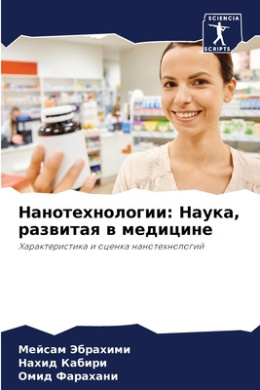 SCIENCIA
SCRIPTS
Нанотехнологии: Наука,
развитая в медицине
Характеристика и оценка нанотехнологий
Мейсам Эбрахими
Нахид Кабири
Омид Фарахани